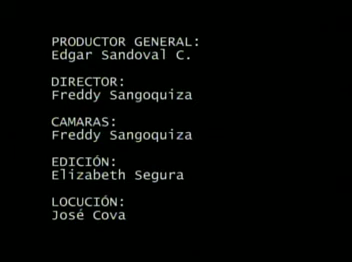 PRODUCTOR GENERAL:
Edgar Sandoval C.
DIRECTOR:
Freddy Sangoquiza
CAMARAS:
Freddy Sangoquiza
EDICIÓN:
Elizabeth Segura
LOCUCIÓN:
José Cova